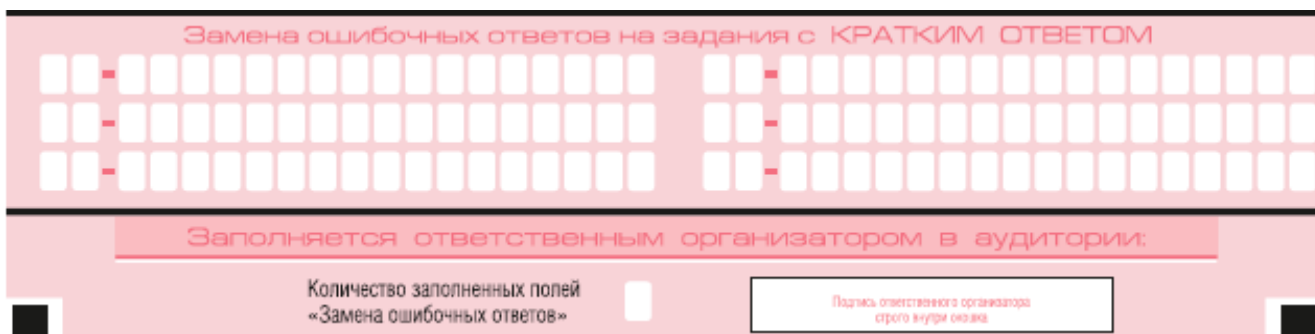 Замена ошибочных ответов на задания с КРАТКИМ ОТВЕТОМ
Заполняется ответственным организатором в аудитории:
Количество заполненных полей
«Замена ошибочных ответов»
Подпись ответственного организатора
строго внутри окошка